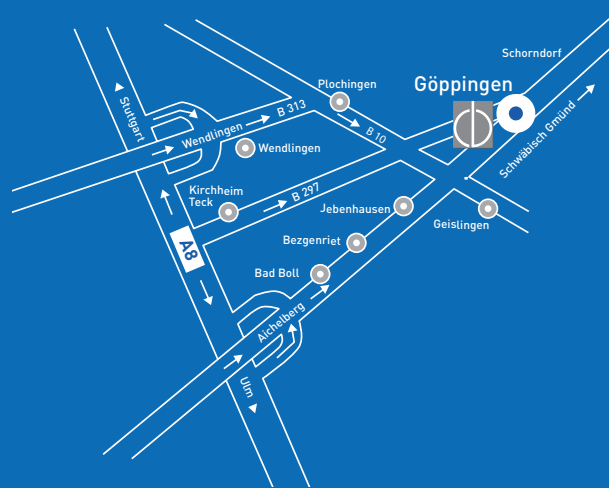 Schorndorf
Göppingen
Plochingen
Stuttgart
B 313
Wendlingen
B 10
Wendlingen
Schwäbisch Gmünd
Kirchheim
Teck
B 297
Jebenhausen
Geislingen
Bezgenriet
A8
Bad Boll
Aichelberg
Ulm